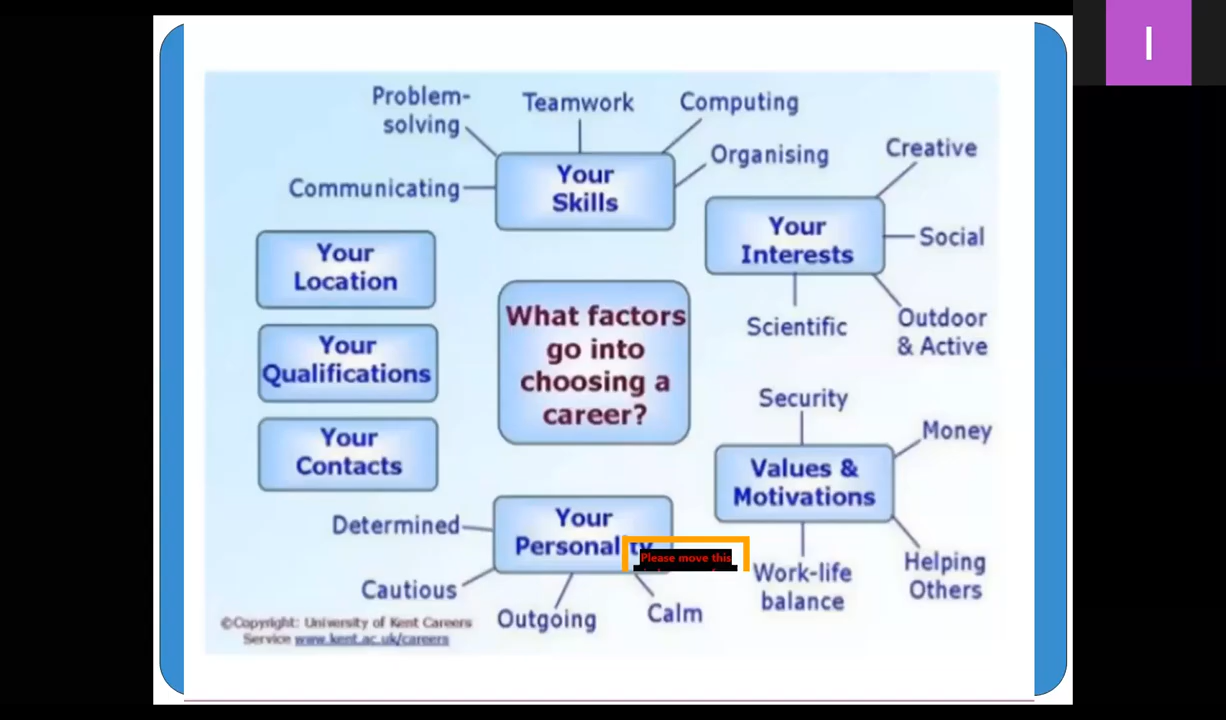 Problem-
solving
Teamwork
Computing
Organising
Communicating
Your
Skills
Creative
Social
Outdoor
& Active
Scientific
Your
Interests
Your
Location
Your
Qualifications
Your
Contacts
What factors
go into
choosing a
career?
Security
Money
Values &
Motivations
Work-life
balance
Helping
Others
Determined
Your
Personality
Please move this
Cautious
Outgoing
Calm
©Copyright: University of Kent Careers
Service www.kent.ac.uk/careers
I